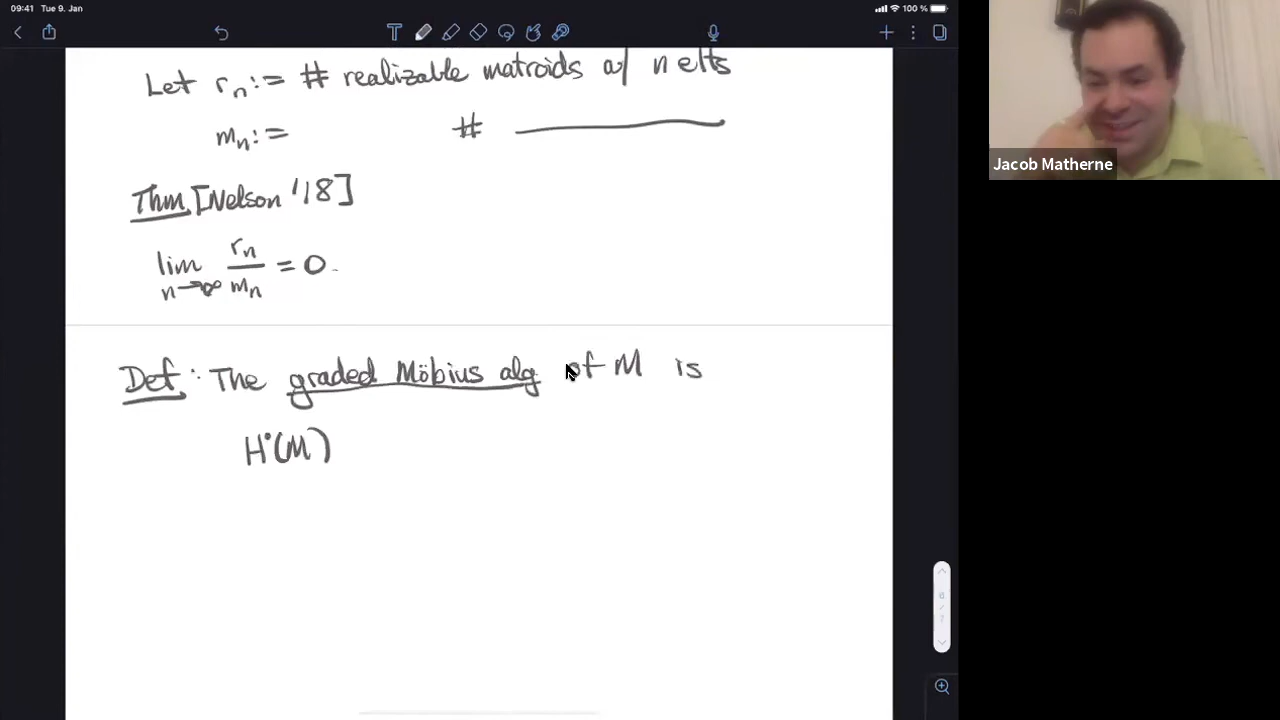 09:41 Tue 9. Jan
100 %
Let rₙ := # realizable matroids w/ n elts
mₙ := #
Thm [Nelson '18]
lim n→∞ rₙ/mₙ = 0.
Def: The graded Möbius alg of M is
H•(M)
Jacob Matherne